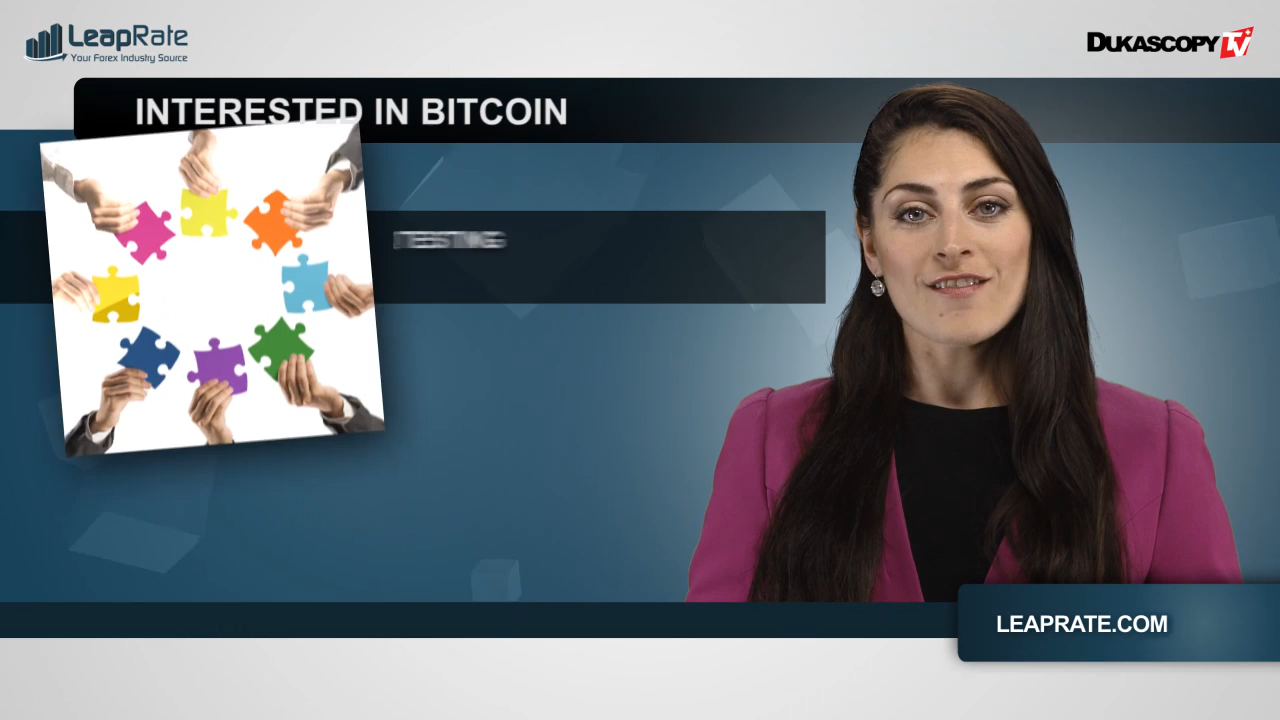 LeapRate
Your Forex Industry Source
DUKASCOPY TV
INTERESTED IN BITCOIN
LEAPRATE.COM